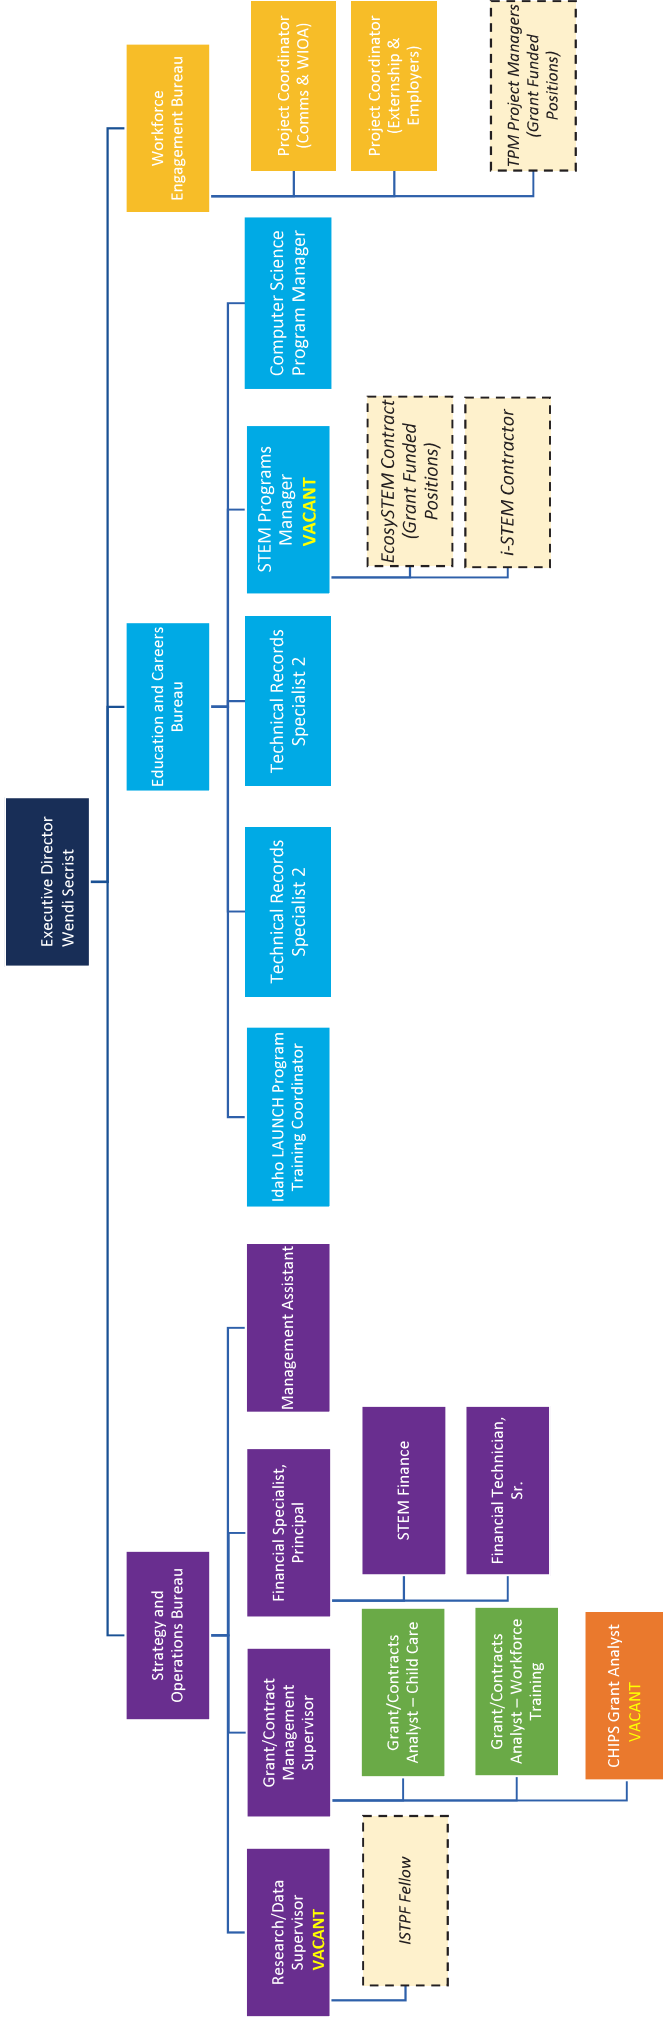 Executive Director
Wendi Secrist
Strategy and
Operations Bureau
Education and Careers
Bureau
Workforce
Engagement Bureau
Research/Data
Supervisor
VACANT
Grant/Contract
Management
Supervisor
Financial Specialist,
Principal
Management Assistant
Idaho LAUNCH Program
Training Coordinator
Technical Records
Specialist 2
Technical Records
Specialist 2
STEM Programs
Manager
VACANT
Computer Science
Program Manager
Project Coordinator
(Comms & WIOA)
Project Coordinator
(Externship &
Employers)
TPM Project Managers
(Grant Funded
Positions)
ISTPF Fellow
Grant/Contracts
Analyst – Child Care
Grant/Contracts
Analyst – Workforce
Training
CHIPS Grant Analyst
VACANT
STEM Finance
Financial Technician,
Sr.
EcosySTEM Contract
(Grant Funded
Positions)
i-STEM Contractor